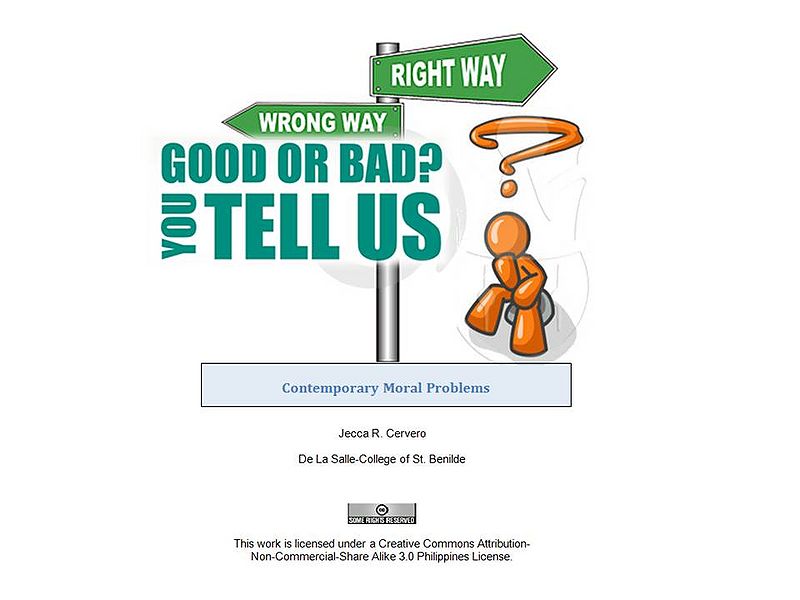 RIGHT WAY
WRONG WAY
GOOD OR BAD?
YOU TELL US
?
Contemporary Moral Problems
Jecca R. Cervero
De La Salle-College of St. Benilde
cc
SOME RIGHTS RESERVED
This work is licensed under a Creative Commons Attribution-
Non-Commercial-Share Alike 3.0 Philippines License.